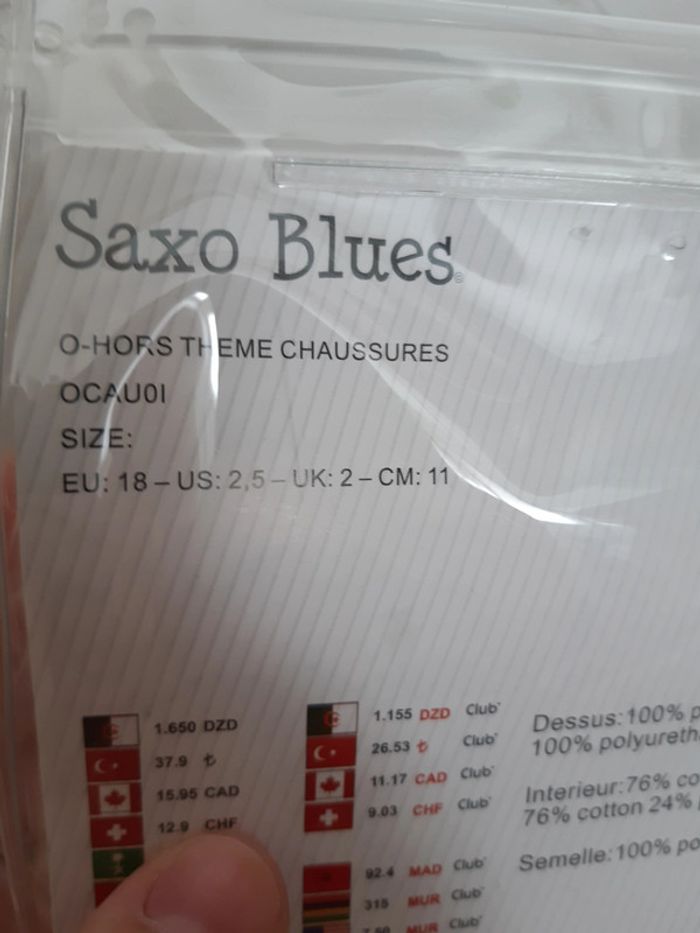 Saxo Blues©
O-HORS THEME CHAUSSURES
OCAU0I
SIZE:
EU: 18 – US: 2,5 – UK: 2 – CM: 11
1.650 DZD
37.9 ₺
15.95 CAD
12.9 CHF
1.155 DZD Club*
26.53 ₺ Club*
11.17 CAD Club*
9.03 CHF Club*
92.4 MAD Club*
315 MUR Club*
MUR Club*
Dessus:100%
100%
Interieur:76%
76% cotton 24%
Semelle:100%